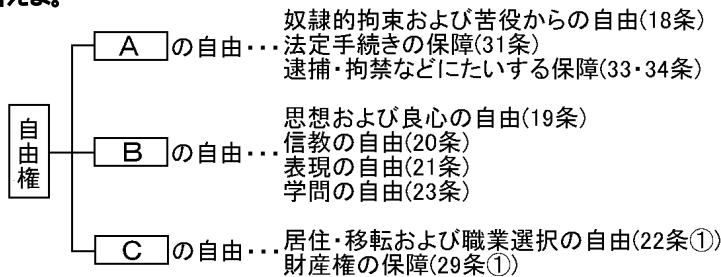 えよ。
奴隷的拘束および苦役からの自由(18条)
A の自由・・・法定手続きの保障(31条)
逮捕・拘禁などにたいする保障(33・34条)
自由権
思想および良心の自由(19条)
B の自由・・・信教の自由(20条)
表現の自由(21条)
学問の自由(23条)
C の自由・・・居住・移転および職業選択の自由(22条①)
財産権の保障(29条①)